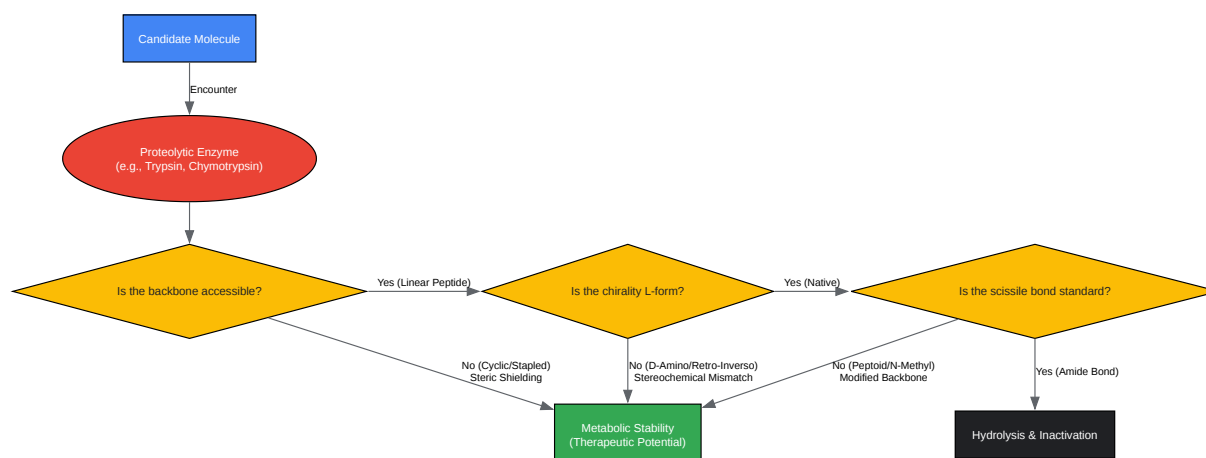 Candidate Molecule
Encounter
Proteolytic Enzyme
(e.g., Trypsin, Chymotrypsin)
Is the backbone accessible?
Yes (Linear Peptide)
Is the chirality L-form?
Yes (Native)
Is the scissile bond standard?
No (Cyclic/Stapled)
Steric Shielding
No (D-Amino/Retro-Inverso)
Stereochemical Mismatch
No (Peptoid/N-Methyl)
Modified Backbone
Yes (Amide Bond)
Metabolic Stability
(Therapeutic Potential)
Hydrolysis & Inactivation